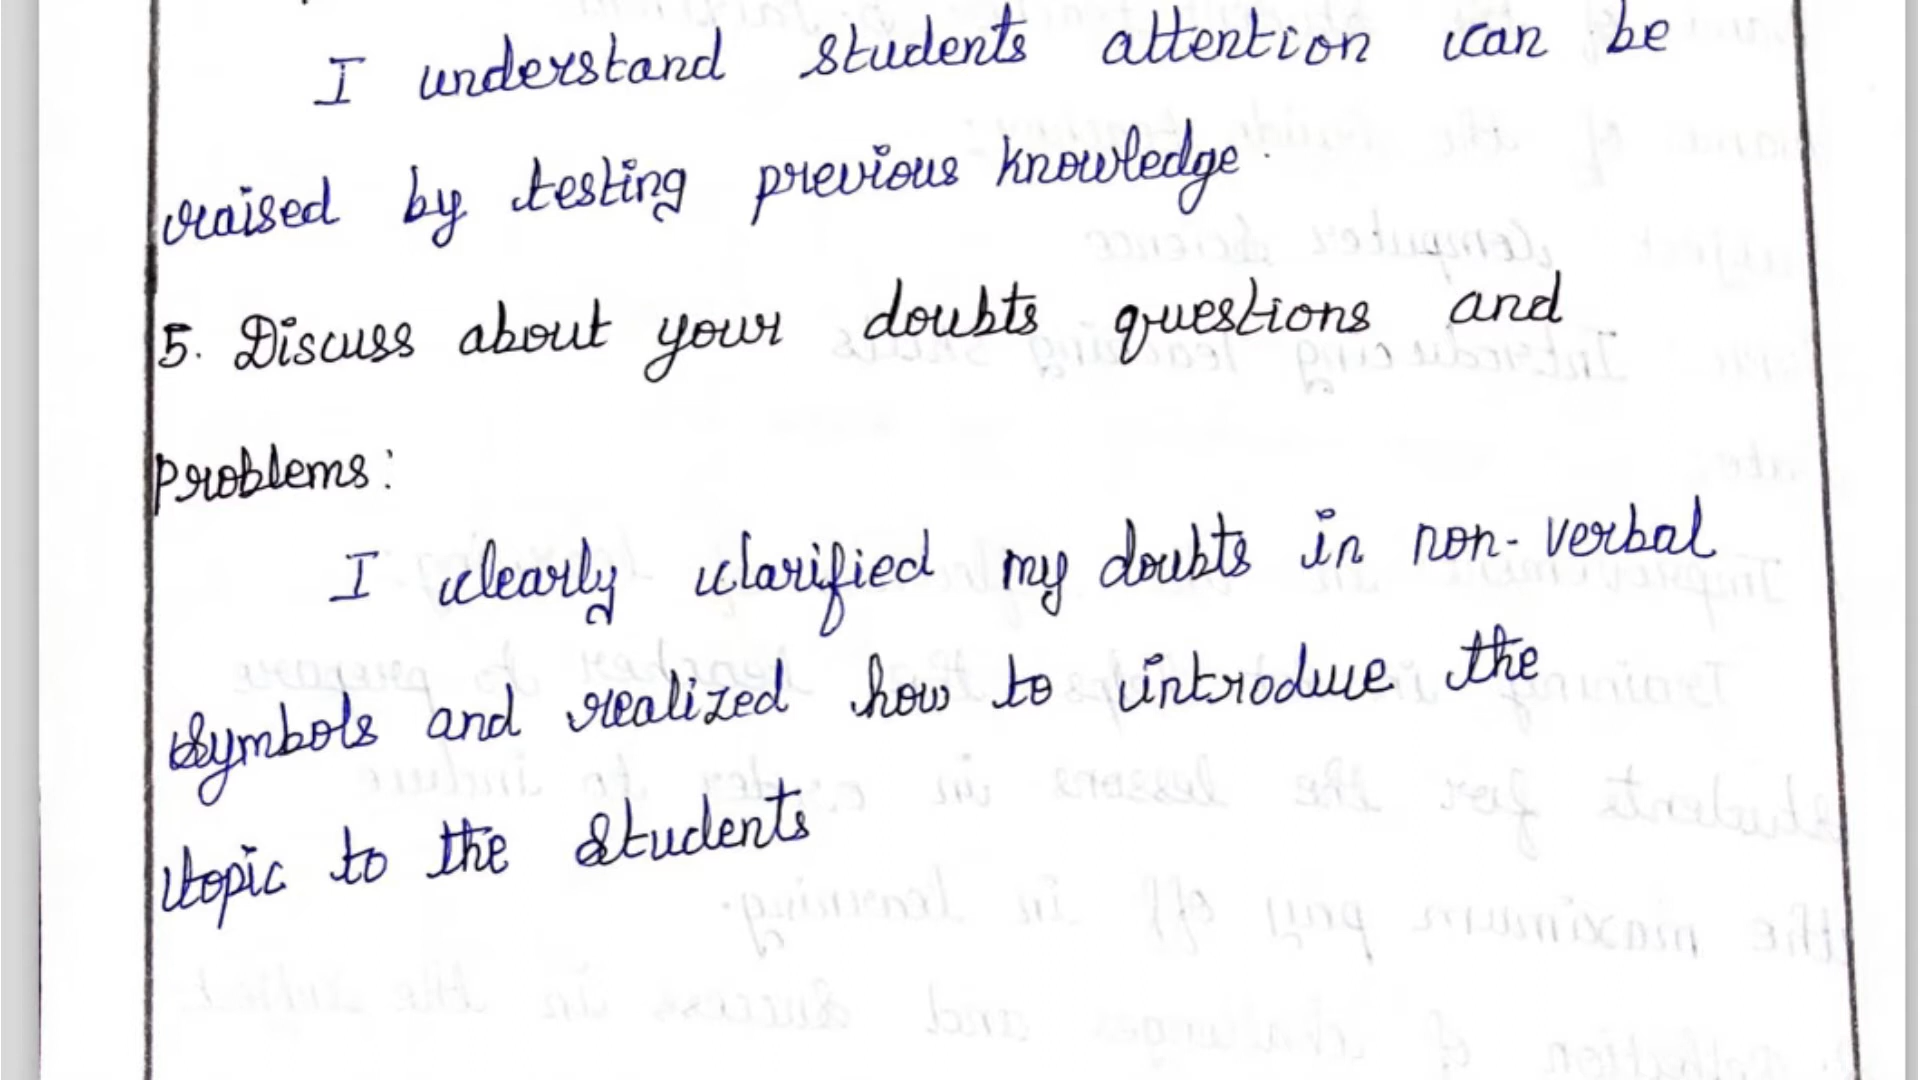 I understand students attention can be
raised by testing previous knowledge.
5. Discuss about your doubts questions and
problems:
I clearly clarified my doubts in non-verbal
symbols and realized how to introduce the
topic to the students